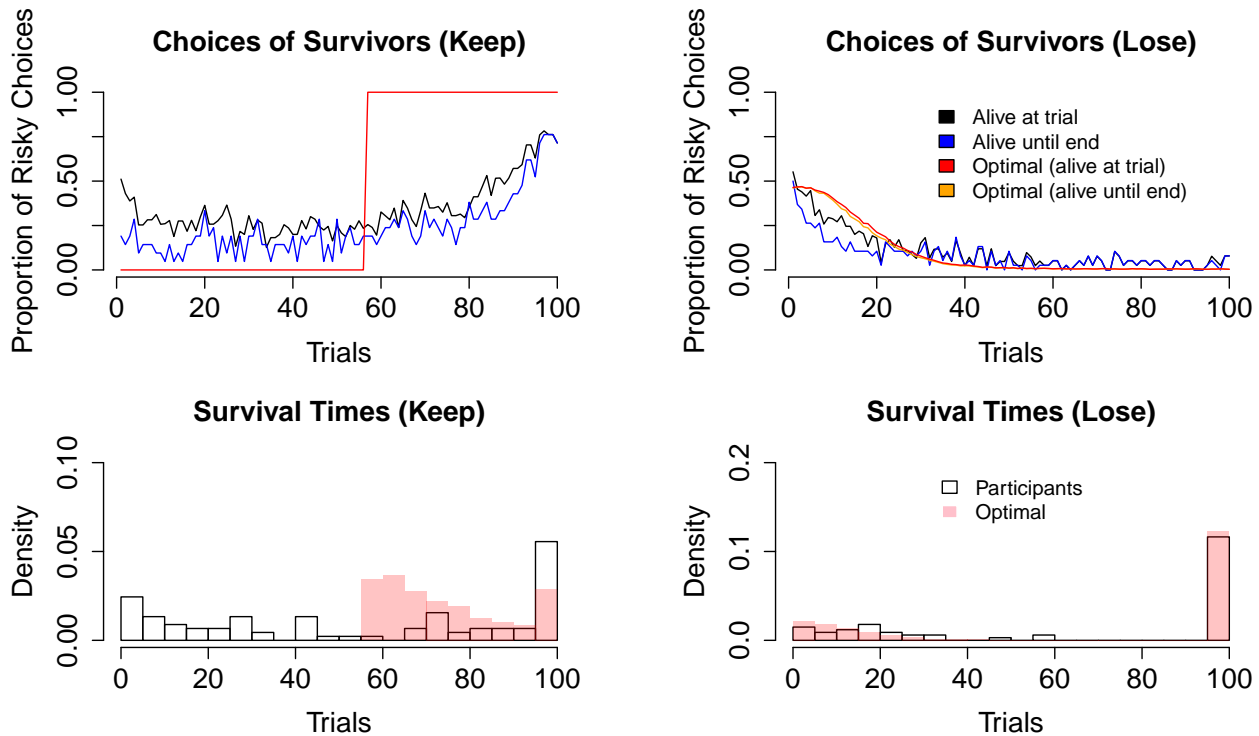 Choices of Survivors (Keep)
Proportion of Risky Choices
0.00
0.50
1.00
0
20
40
60
80
100
Trials
Choices of Survivors (Lose)
Proportion of Risky Choices
0.00
0.50
1.00
Alive at trial
Alive until end
Optimal (alive at trial)
Optimal (alive until end)
0
20
40
60
80
100
Trials
Survival Times (Keep)
Density
0.00
0.05
0.10
0
20
40
60
80
100
Trials
Survival Times (Lose)
Density
0.0
0.1
0.2
Participants
Optimal
0
20
40
60
80
100
Trials